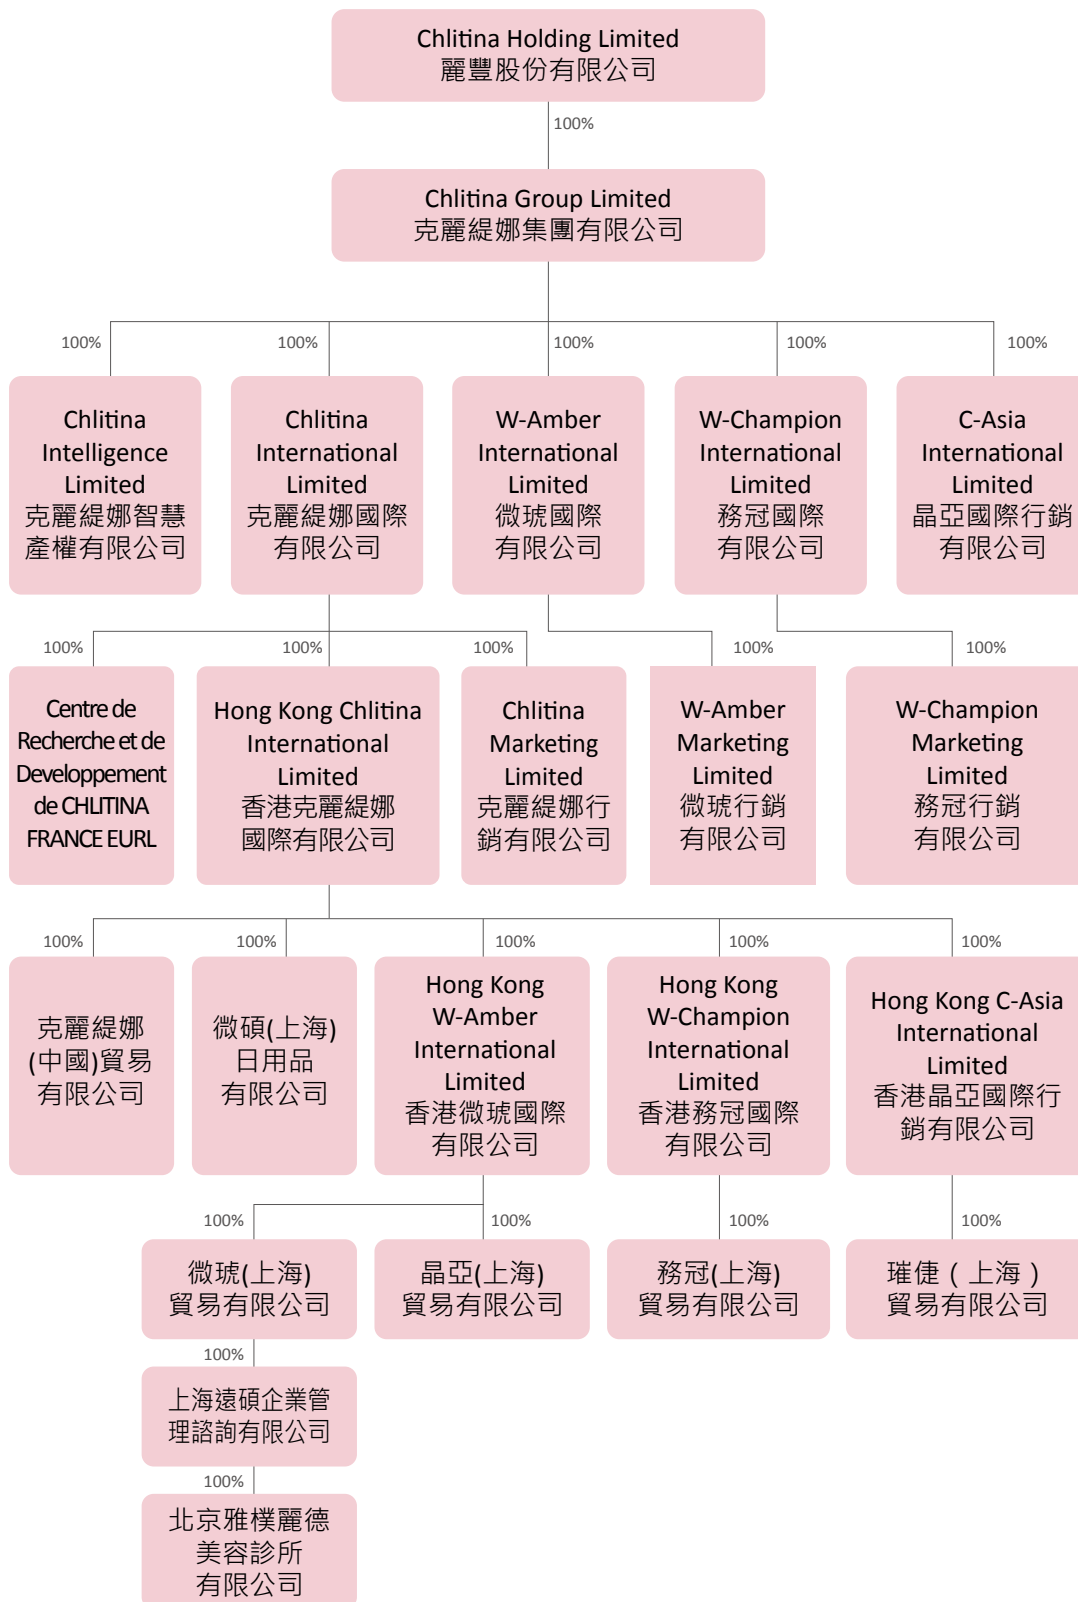 Chlitina Holding Limited
麗豐股份有限公司
100%
Chlitina Group Limited
克麗緹娜集團有限公司
100%
100%
100%
100%
100%
Chlitina
Intelligence
Limited
克麗緹娜智慧
產權有限公司
Chlitina
International
Limited
克麗緹娜國際
有限公司
W-Amber
International
Limited
微琥國際
有限公司
W-Champion
International
Limited
務冠國際
有限公司
C-Asia
International
Limited
晶亞國際行銷
有限公司
100%
100%
100%
100%
100%
Centre de
Recherche et de
Developpement
de CHLITINA
FRANCE EURL
Hong Kong Chlitina
International
Limited
香港克麗緹娜
國際有限公司
Chlitina
Marketing
Limited
克麗緹娜行
銷有限公司
W-Amber
Marketing
Limited
微琥行銷
有限公司
W-Champion
Marketing
Limited
務冠行銷
有限公司
100%
100%
100%
100%
100%
克麗緹娜
(中國)貿易
有限公司
微碩(上海)
日用品
有限公司
Hong Kong
W-Amber
International
Limited
香港微琥國際
有限公司
Hong Kong
W-Champion
International
Limited
香港務冠國際
有限公司
Hong Kong C-Asia
International
Limited
香港晶亞國際行
銷有限公司
100%
100%
100%
100%
微琥(上海)
貿易有限公司
晶亞(上海)
貿易有限公司
務冠(上海)
貿易有限公司
璀倢（上海）
貿易有限公司
100%
上海遠碩企業管
理諮詢有限公司
100%
北京雅樸麗德
美容診所
有限公司